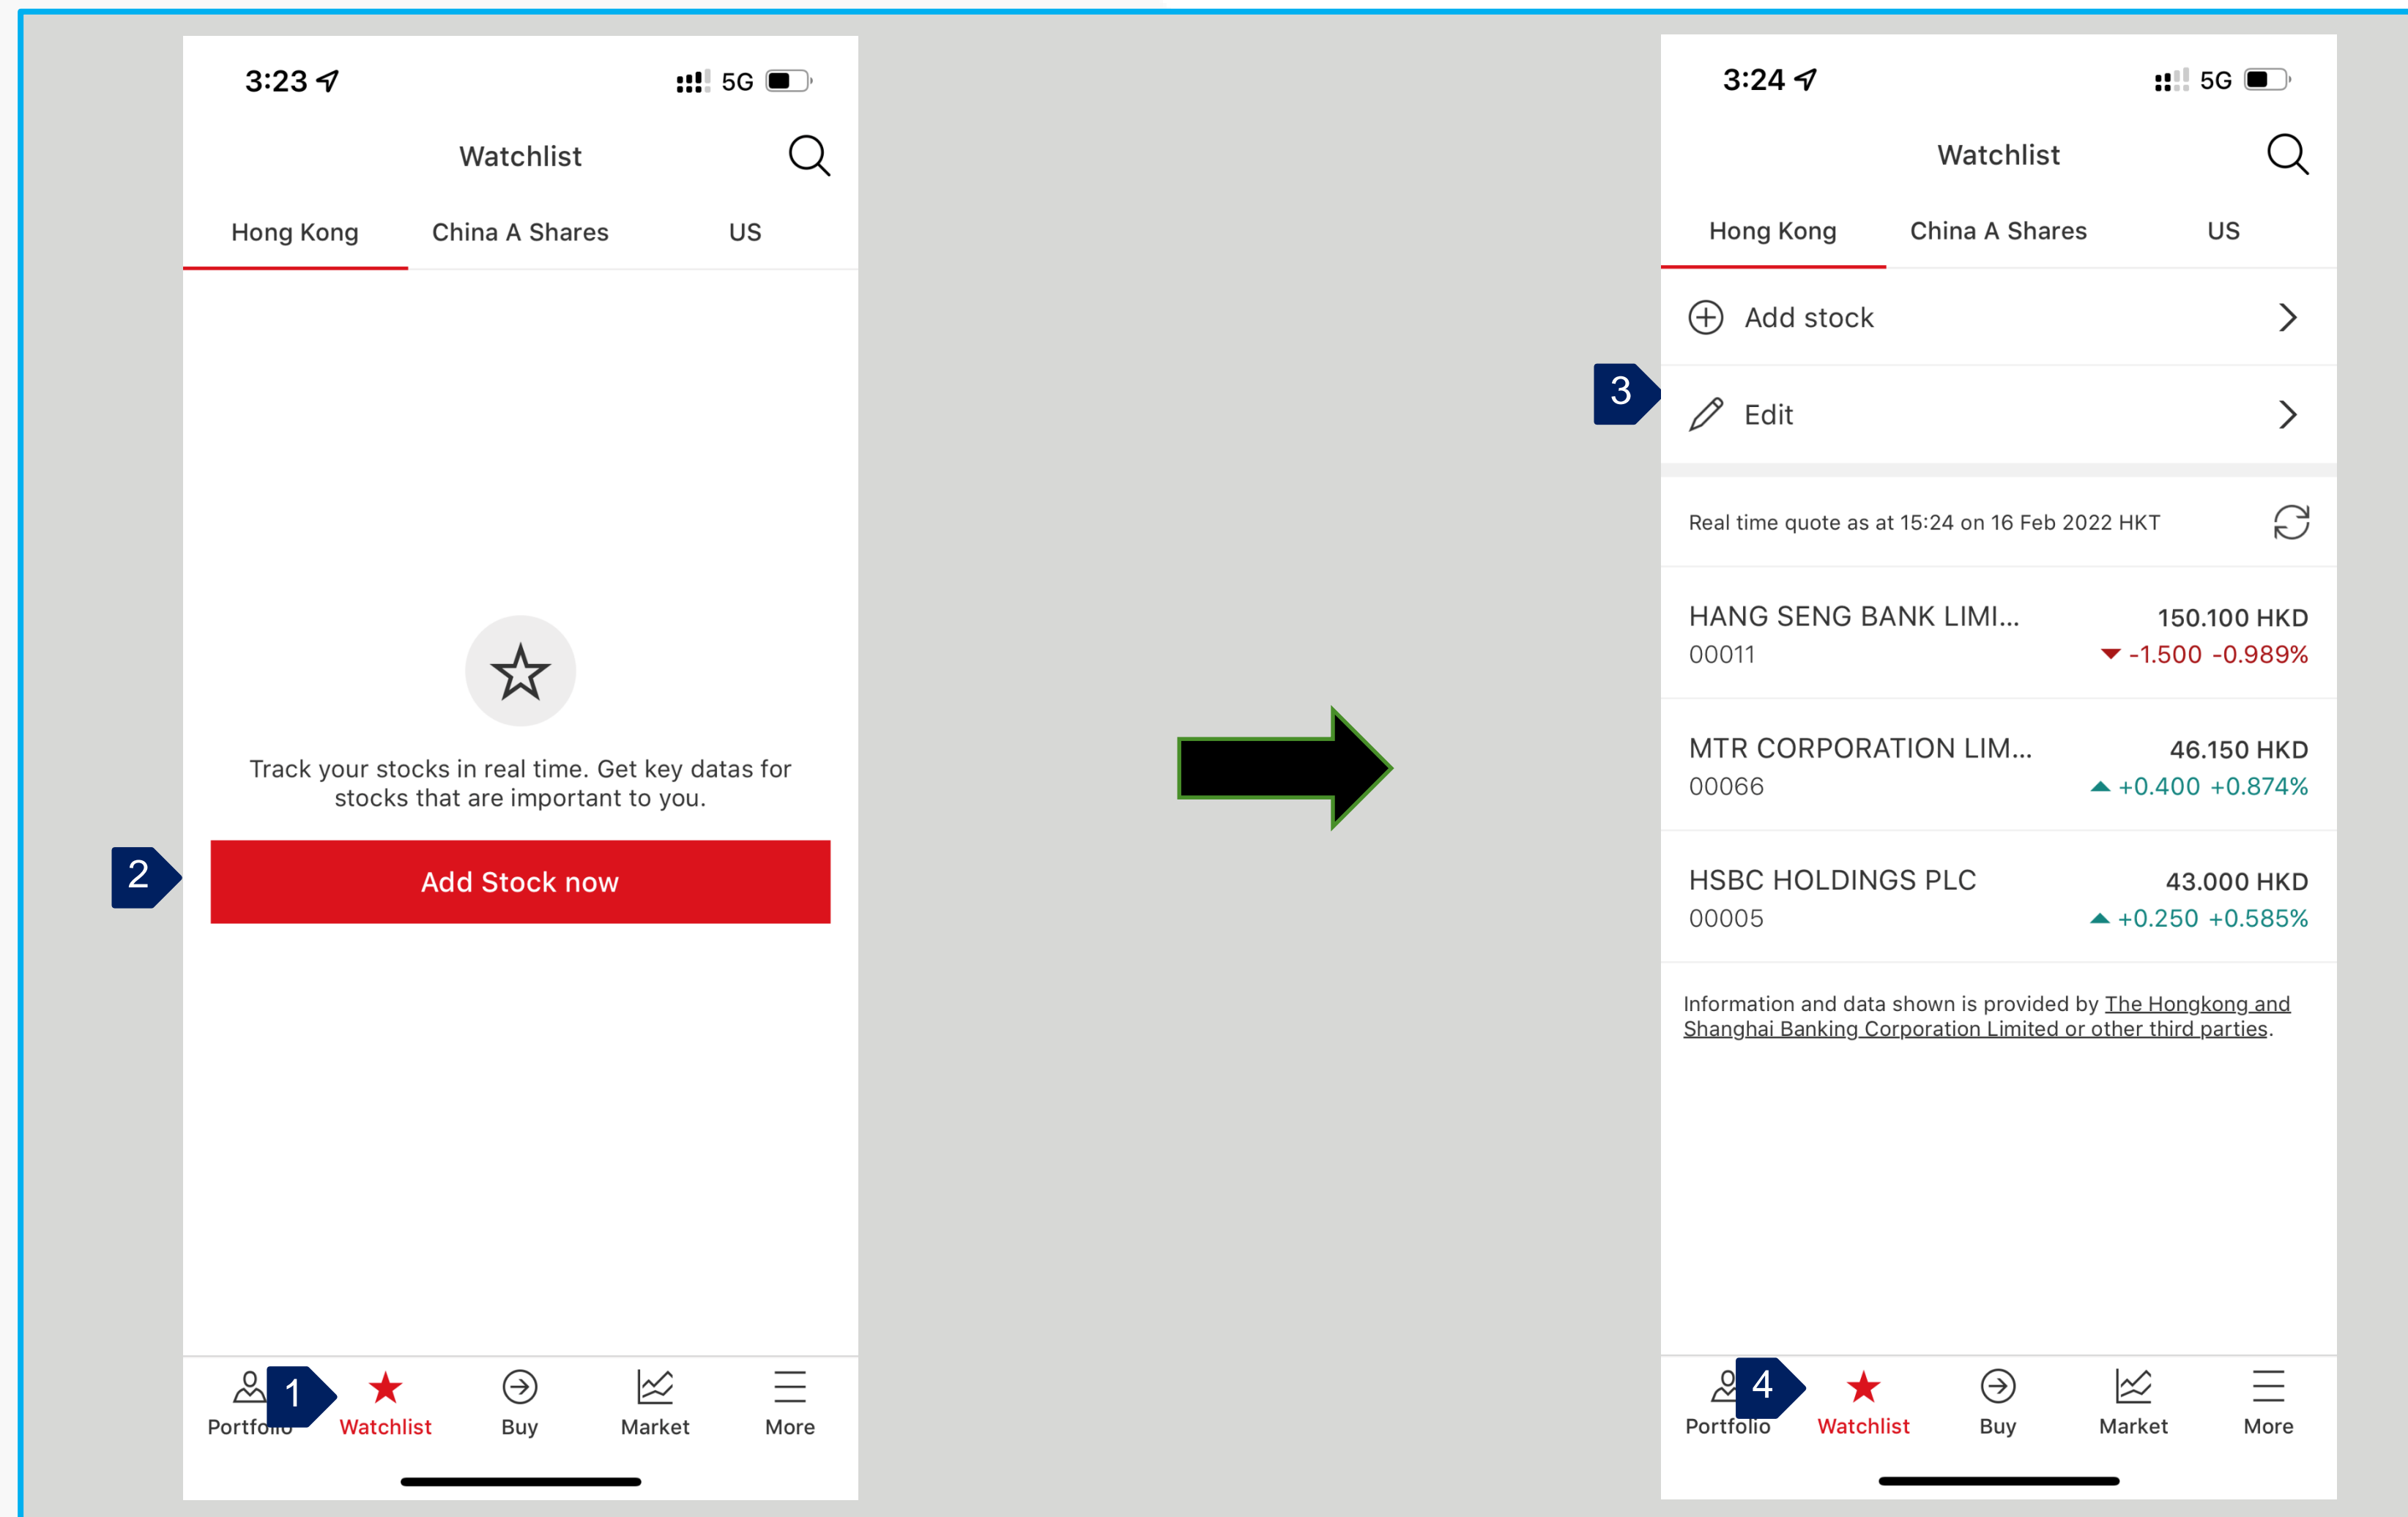 3:23
5G
Watchlist
Hong Kong China A Shares US
Track your stocks in real time. Get key datas for
stocks that are important to you.
2
Add Stock now
1
Portfolio Watchlist Buy Market More
3:24
5G
Watchlist
Hong Kong China A Shares US
Add stock
3
Edit
Real time quote as at 15:24 on 16 Feb 2022 HKT
HANG SENG BANK LIMI... 150.100 HKD
00011 -1.500 -0.989%
MTR CORPORATION LIM... 46.150 HKD
00066 +0.400 +0.874%
HSBC HOLDINGS PLC 43.000 HKD
00005 +0.250 +0.585%
Information and data shown is provided by The Hongkong and
Shanghai Banking Corporation Limited or other third parties.
4
Portfolio Watchlist Buy Market More